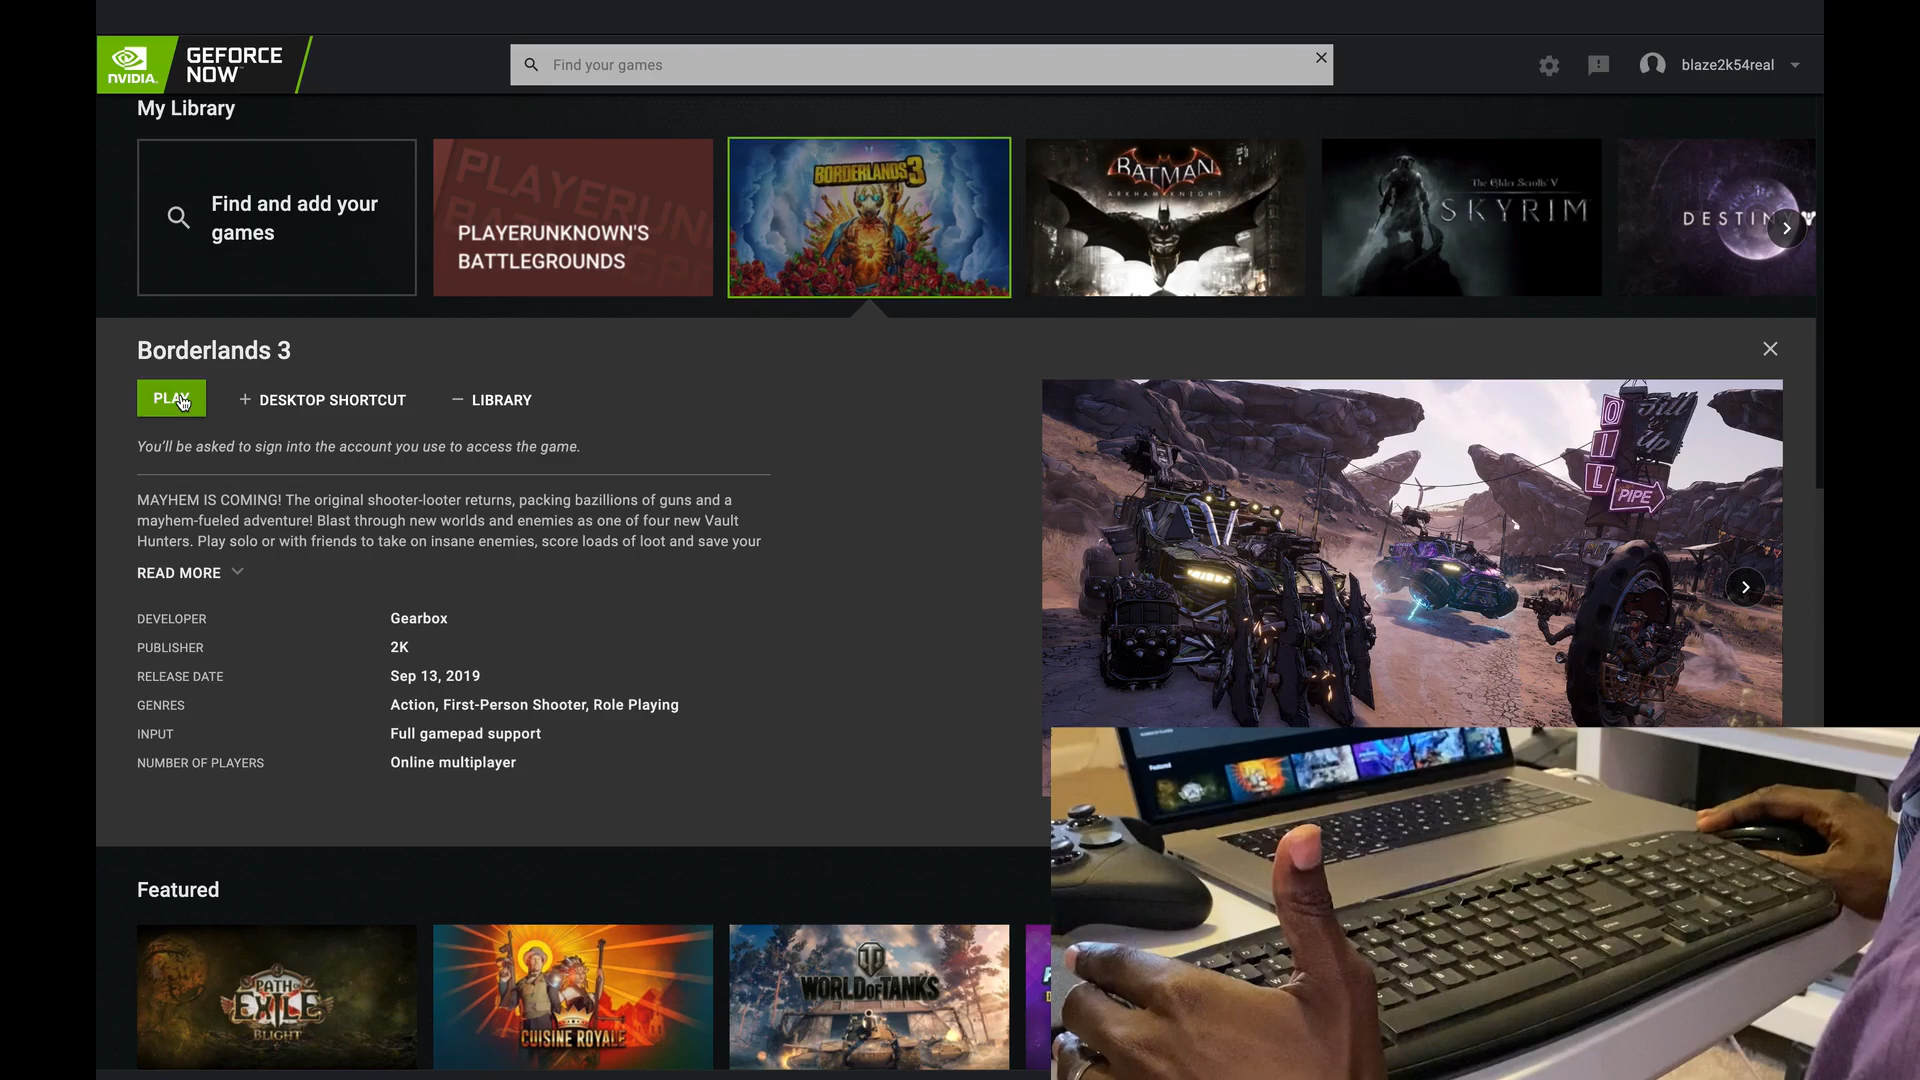 NVIDIA.
GEFORCE
NOW
Find your games
blaze2k54real
My Library
Find and add your
games
PLAYERUNKNOWN'S
BATTLEGROUNDS
BORDERLANDS 3
BATMAN
ARKHAM KNIGHT
The Elder Scrolls V
SKYRIM
DESTINY
Borderlands 3
PLAY
+ DESKTOP SHORTCUT
− LIBRARY
You'll be asked to sign into the account you use to access the game.
MAYHEM IS COMING! The original shooter-looter returns, packing bazillions of guns and a
mayhem-fueled adventure! Blast through new worlds and enemies as one of four new Vault
Hunters. Play solo or with friends to take on insane enemies, score loads of loot and save your
READ MORE
DEVELOPER Gearbox
PUBLISHER 2K
RELEASE DATE Sep 13, 2019
GENRES Action, First-Person Shooter, Role Playing
INPUT Full gamepad support
NUMBER OF PLAYERS Online multiplayer
Fill
er
Up
OIL
PIPE
Featured
PATH OF
EXILE
BLIGHT
CUISINE ROYALE
WORLD OF TANKS
Featured